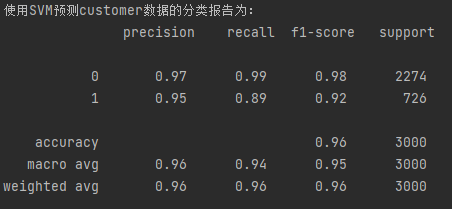 使用SVM预测customer数据的分类报告为：
precision recall f1-score support
0 0.97 0.99 0.98 2274
1 0.95 0.89 0.92 726
accuracy 0.96 3000
macro avg 0.96 0.94 0.95 3000
weighted avg 0.96 0.96 0.96 3000